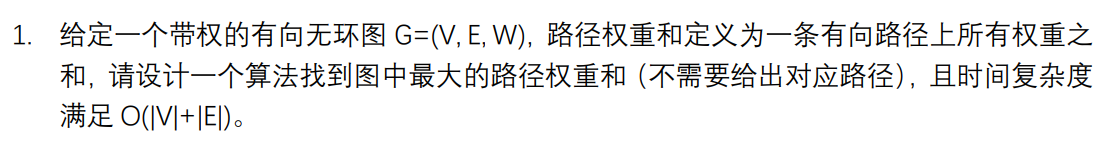 1. 给定一个带权的有向无环图 G=(V, E, W), 路径权重和定义为一条有向路径上所有权重之
和, 请设计一个算法找到图中最大的路径权重和 (不需要给出对应路径), 且时间复杂度
满足 O(|V|+|E|)。